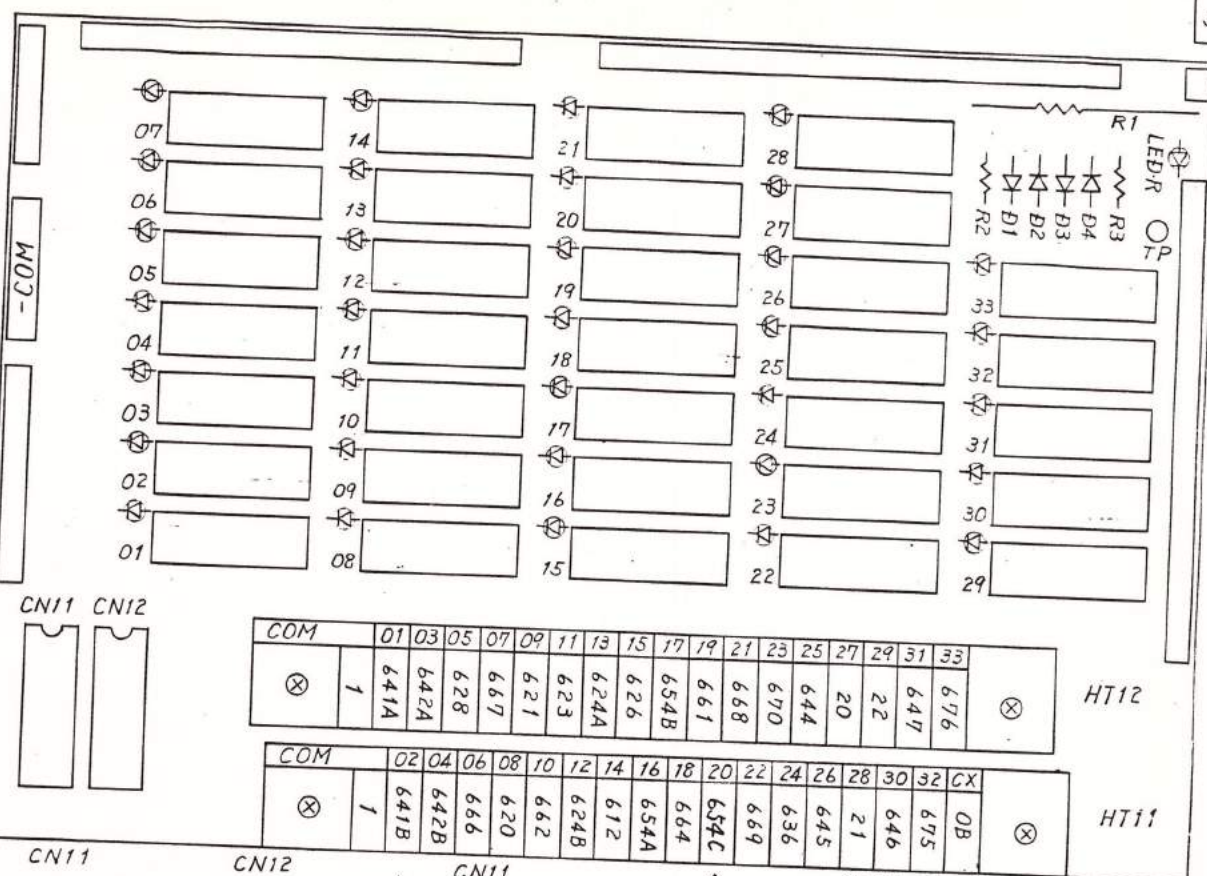 07 14 21 28 R1 LED·R
06 13 20 27 R2 D1 D2 D3 D4 R3 TP
-COM
05 12 19 26 33
04 11 18 25 32
03 10 17 24 31
02 09 16 23 30
01 08 15 22 29
CN11 CN12
COM 01 03 05 07 09 11 13 15 17 19 21 23 25 27 29 31 33
1 641A 642A 628 667 621 623 624A 626 654B 661 668 670 644 20 22 647 676
HT12
COM 02 04 06 08 10 12 14 16 18 20 22 24 26 28 30 32 CX
1 641B 642B 666 620 662 624B 612 654A 664 654C 669 636 645 21 646 675 0B
HT11
CN11 CN12 CN11